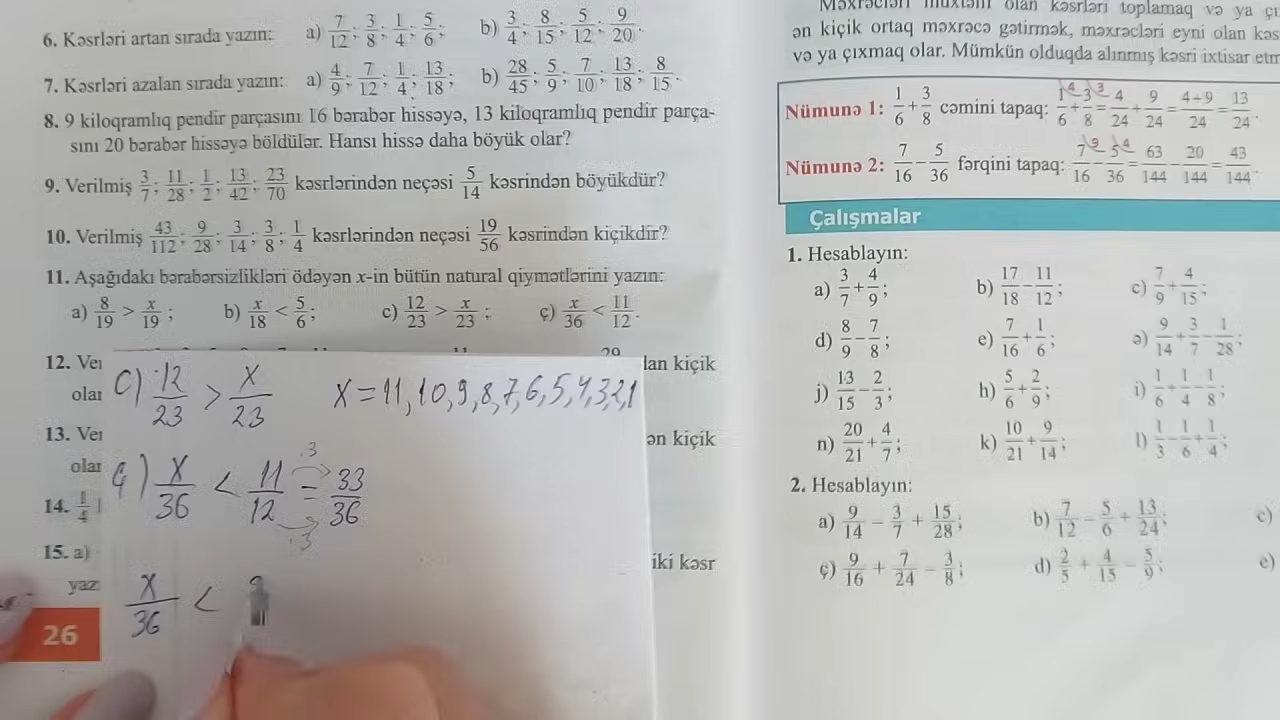 6. Kəsrləri artan sırada yazın: a) 7/12; 3/8; 1/4; 5/6; b) 3/4; 8/15; 5/12; 9/20.
7. Kəsrləri azalan sırada yazın: a) 4/9; 7/12; 1/4; 13/18; b) 28/45; 5/9; 7/10; 13/18; 8/15.
8. 9 kiloqramlıq pendir parçasını 16 bərabər hissəyə, 13 kiloqramlıq pendir parça-
sını 20 bərabər hissəyə böldülər. Hansı hissə daha böyük olar?
9. Verilmiş 3/7; 11/28; 1/2; 13/42; 23/70 kəsrlərindən neçəsi 5/14 kəsrindən böyükdür?
10. Verilmiş 43/112; 9/28; 3/14; 3/8; 1/4 kəsrlərindən neçəsi 19/56 kəsrindən kiçikdir?
11. Aşağıdakı bərabərsizlikləri ödəyən x-in bütün natural qiymətlərini yazın:
a) 8/19 > x/19; b) x/18 < 5/6; c) 12/23 > x/23; ç) x/36 < 11/12.
12. Ve
lan kiçik
olar
13. Ve
ən kiçik
olar
14. 1/4
15. a)
iki kəsr
yaz
26
C) 12/23 > x/23 x = 11, 10, 9, 8, 7, 6, 5, 4, 3, 2, 1
ç) x/36 < 11/12 = 33/36
.3
.3
x/36 <
Məxrəcləri müxtəlif olan kəsrləri toplamaq və ya çı
ən kiçik ortaq məxrəcə gətirmək, məxrəcləri eyni olan kəs
və ya çıxmaq olar. Mümkün olduqda alınmış kəsri ixtisar etm
Nümunə 1: 1/6 + 3/8 cəmini tapaq: 1/6 + 3/8 = 4/24 + 9/24 = 4+9/24 = 13/24.
Nümunə 2: 7/16 − 5/36 fərqini tapaq: 7/16 − 5/36 = 63/144 − 20/144 = 43/144.
Çalışmalar
1. Hesablayın:
a) 3/7 + 4/9; b) 17/18 − 11/12; c) 7/9 + 4/15;
d) 8/9 − 7/8; e) 7/16 + 1/6; ə) 9/14 + 3/7 − 1/28;
j) 13/15 − 2/3; h) 5/6 + 2/9; i) 1/6 + 1/4 − 1/8;
n) 20/21 + 4/7; k) 10/21 + 9/14; l) 1/3 − 1/6 + 1/4;
2. Hesablayın:
a) 9/14 − 3/7 + 15/28; b) 7/12 − 5/6 + 13/24; c)
ç) 9/16 + 7/24 − 3/8; d) 2/5 + 4/15 − 5/9; e)